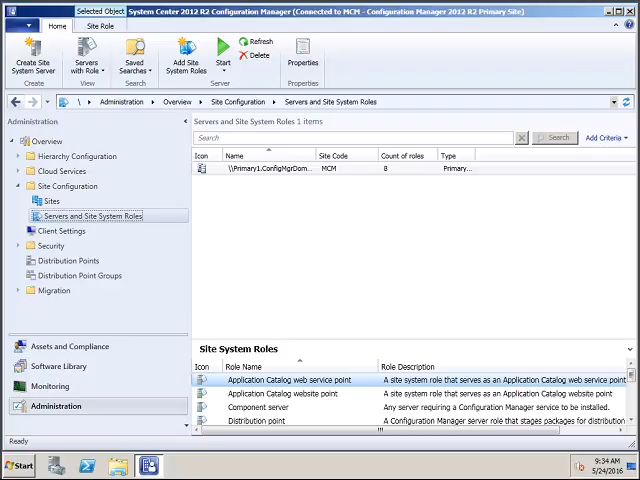 Selected Object
System Center 2012 R2 Configuration Manager (Connected to MCM - Configuration Manager 2012 R2 Primary Site)
Home
Site Role
Create Site
System Server
Servers
with Role
Saved
Searches
Add Site
System Roles
Start
Refresh
Delete
Properties
Create
View
Search
Server
Properties
\ Administration Overview Site Configuration Servers and Site System Roles
Administration
Overview
Hierarchy Configuration
Cloud Services
Site Configuration
Sites
Servers and Site System Roles
Client Settings
Security
Distribution Points
Distribution Point Groups
Migration
Assets and Compliance
Software Library
Monitoring
Administration
Servers and Site System Roles 1 items
Search
Search
Add Criteria
Icon Name Site Code Count of roles Type
\\Primary1.ConfigMgrDom... MCM 8 Primary...
Site System Roles
Icon Role Name Role Description
Application Catalog web service point A site system role that serves as an Application Catalog web service point
Application Catalog website point A site system role that serves as an Application Catalog website point
Component server Any server requiring a Configuration Manager service to be installed.
Distribution point A Configuration Manager server role that stages packages for distribution
Ready
Start
9:34 AM
5/24/2016